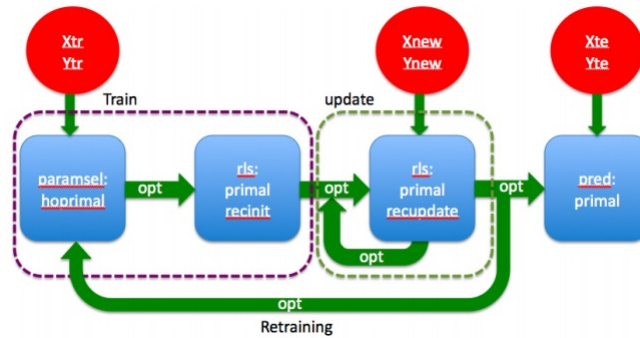 Xtr
Ytr
Xnew
Ynew
Xte
Yte
Train
update
paramsel:
hoprimal
opt
rls:
primal
recinit
opt
rls:
primal
recupdate
opt
pred:
primal
opt
opt
Retraining